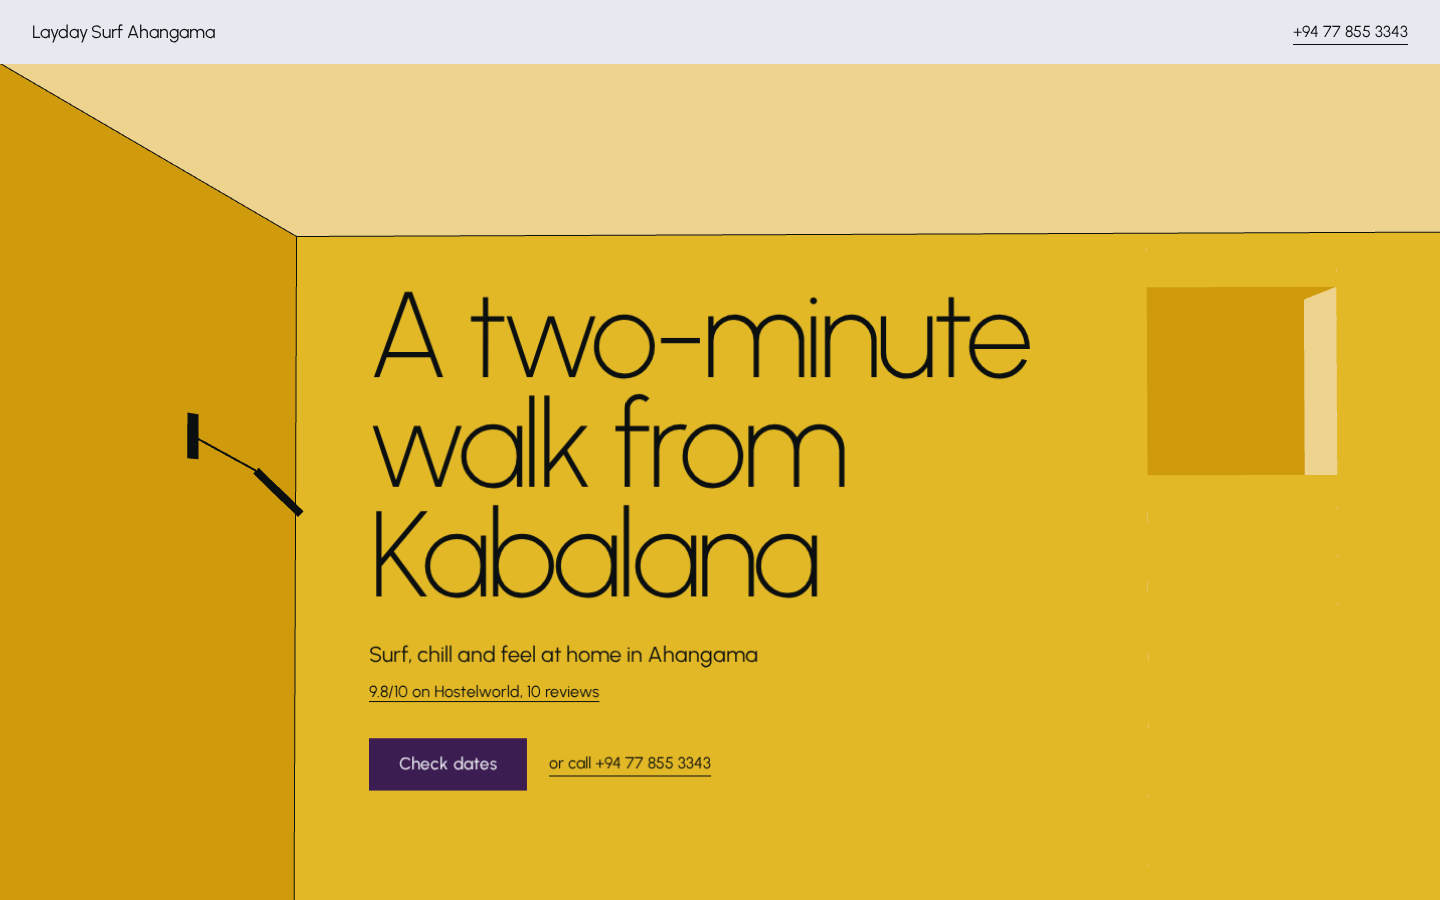 Layday Surf Ahangama
+94 77 855 3343
A two-minute
walk from
Kabalana
Surf, chill and feel at home in Ahangama
9.8/10 on Hostelworld, 10 reviews
Check dates
or call +94 77 855 3343